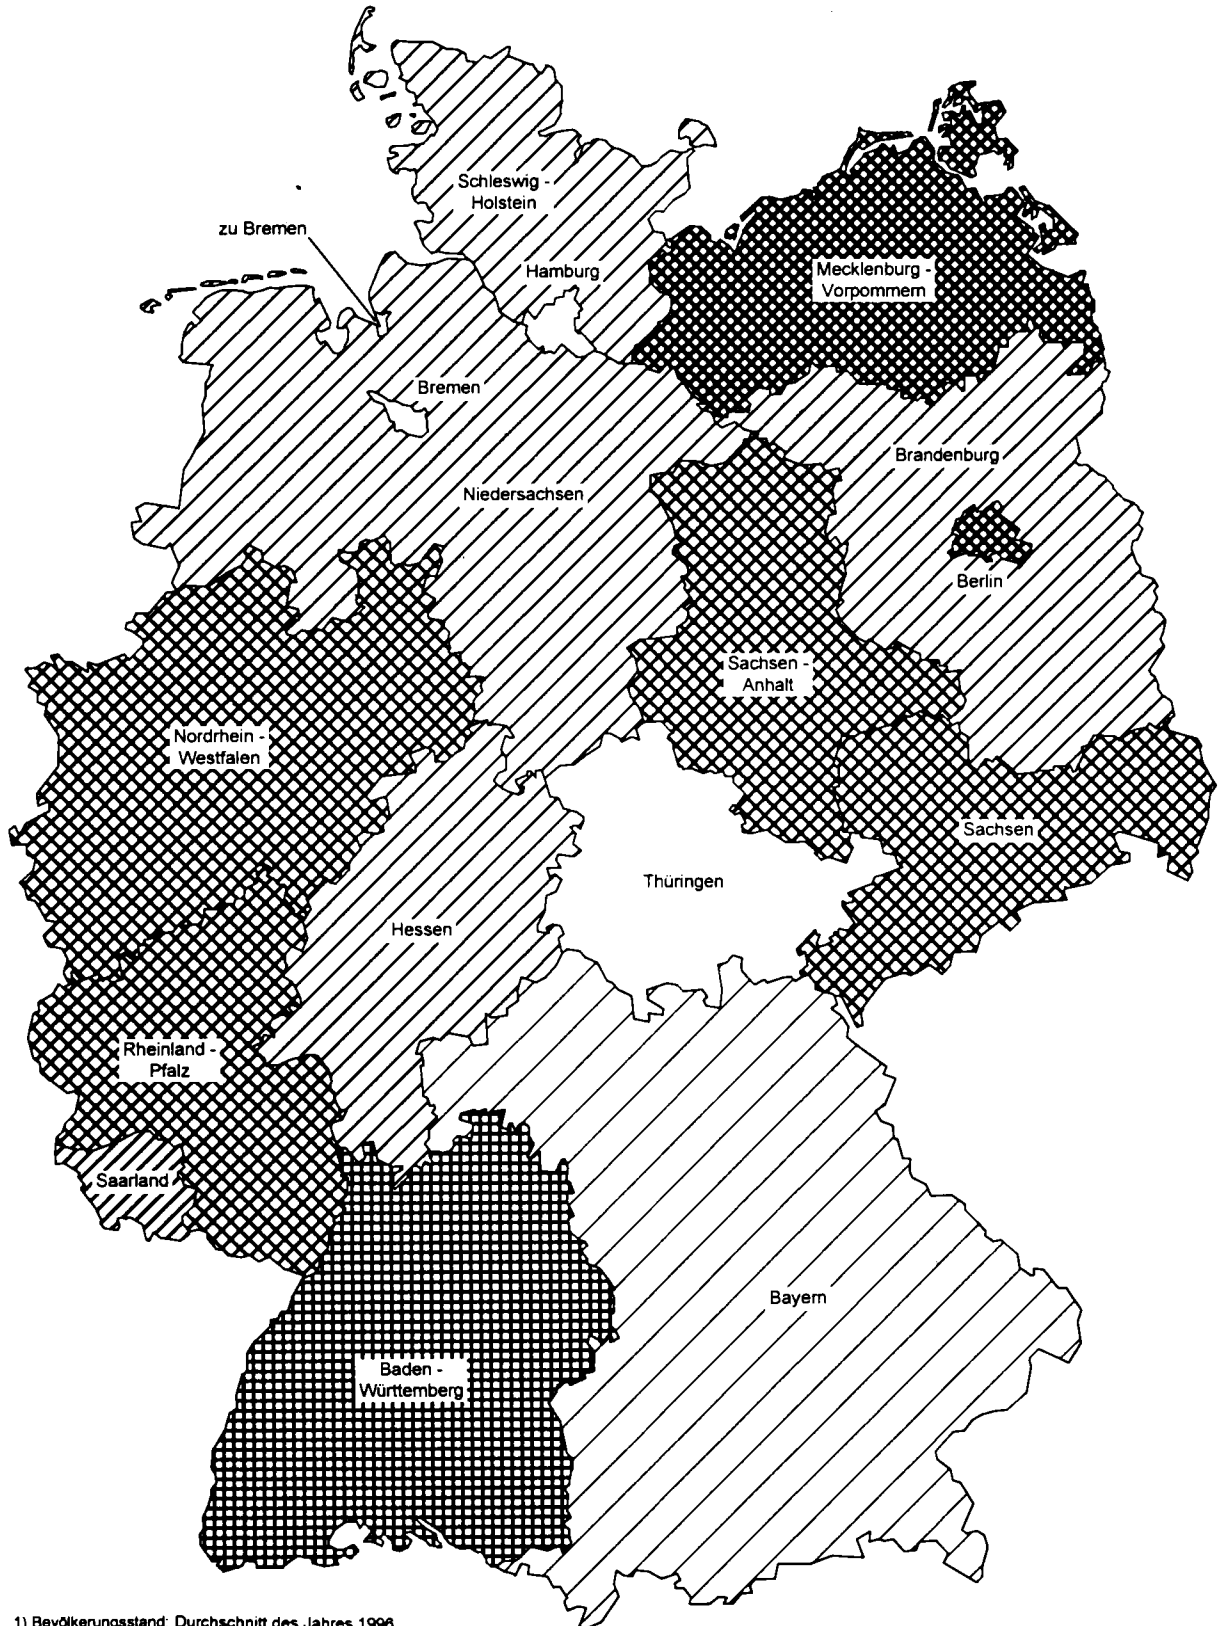 Schleswig -
Holstein
zu Bremen
Hamburg
Mecklenburg -
Vorpommern
Bremen
Brandenburg
Niedersachsen
Berlin
Sachsen -
Anhalt
Nordrhein -
Westfalen
Sachsen
Thüringen
Hessen
Rheinland -
Pfalz
Saarland
Bayern
Baden -
Württemberg
1) Bevölkerungsstand: Durchschnitt des Jahres 1996